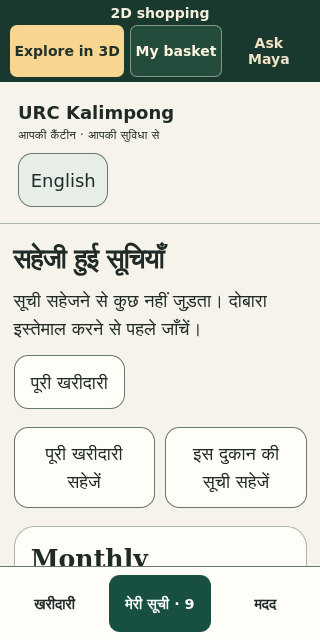 2D shopping
Explore in 3D
My basket
Ask
Maya
URC Kalimpong
आपकी कैंटीन · आपकी सुविधा से
English
सहेजी हुई सूचियाँ
सूची सहेजने से कुछ नहीं जुड़ता। दोबारा
इस्तेमाल करने से पहले जाँचें।
पूरी खरीदारी
पूरी खरीदारी
सहेजें
इस दुकान की
सूची सहेजें
Monthly
खरीदारी
मेरी सूची · 9
मदद